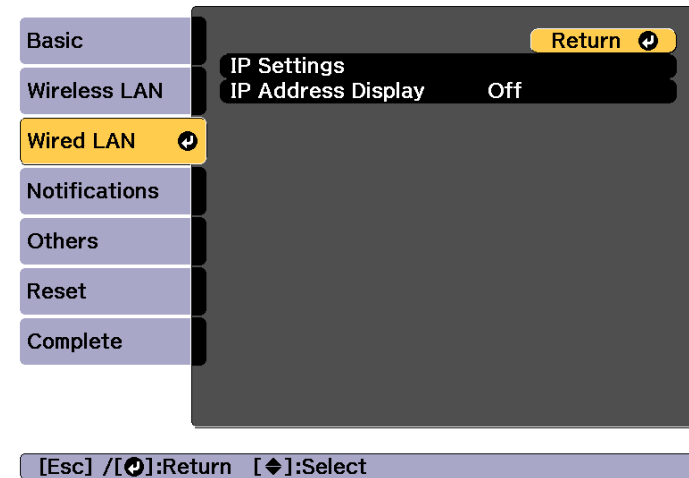 Basic
Wireless LAN
Wired LAN
Notifications
Others
Reset
Complete
Return
IP Settings
IP Address Display Off
[Esc] /[⏎]:Return [◆]:Select